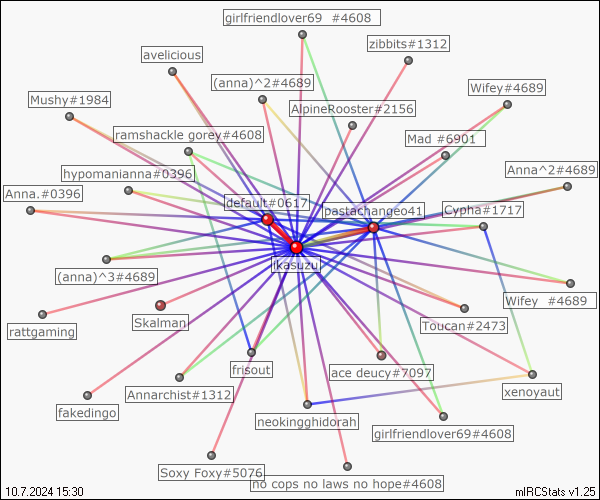 girlfriendlover69 #4608
zibbits#1312
avelicious
(anna)^2#4689
Wifey#4689
Mushy#1984
AlpineRooster#2156
ramshackle gorey#4608
Mad #6901
hypomanianna#0396
Anna^2#4689
Anna.#0396
default#0617
pastachangeo41
Cypha#1717
ikasuzu
(anna)^3#4689
Wifey #4689
Skalman
rattgaming
Toucan#2473
frisout
ace deucy#7097
xenoyaut
Annarchist#1312
fakedingo
neokingghidorah
girlfriendlover69#4608
Soxy Foxy#5076
no cops no laws no hope#4608
10.7.2024 15:30
mIRCStats v1.25